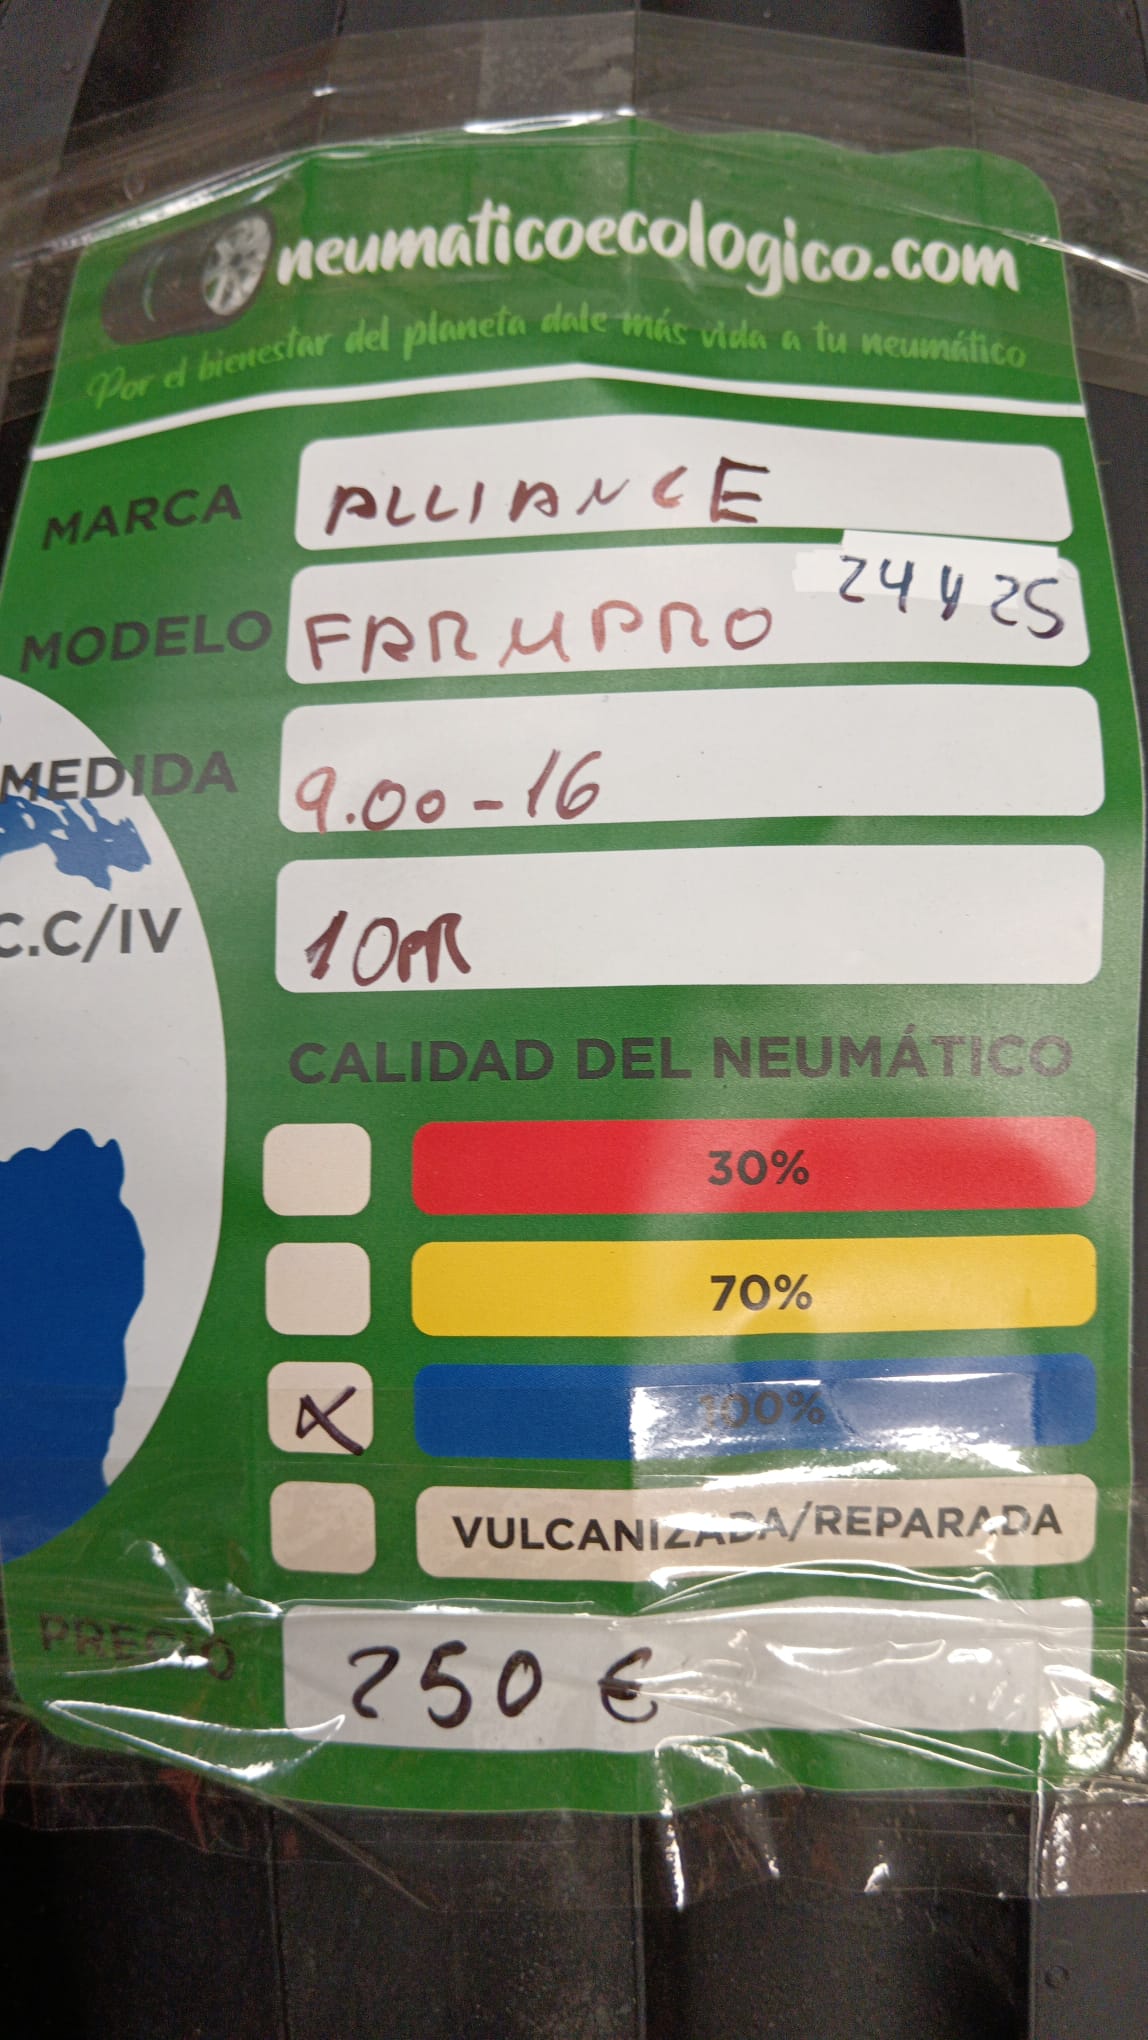 neumaticoecologico.com
Por el bienestar del planeta dale más vida a tu neumático
MARCA ALLIANCE
24 y 25
MODELO FARMPRO
MEDIDA 9.00-16
C.C/IV 10PR
CALIDAD DEL NEUMÁTICO
30%
70%
X 100%
VULCANIZADA/REPARADA
PRECIO 250 €